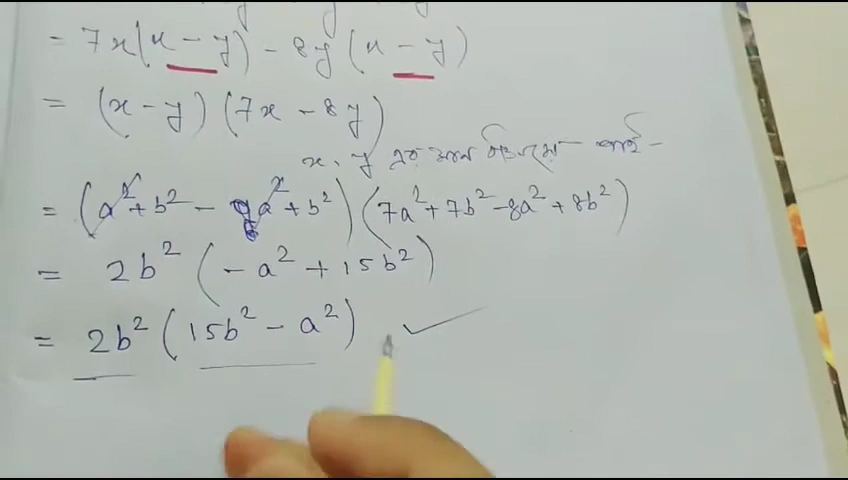 = 7x(x - y) - 8y (x - y)
= (x - y) (7x - 8y)
x, y এর মান বসিয়ে পাই -
= (a² + b² - a² + b²) (7a² + 7b² - 8a² + 8b²)
= 2b² (- a² + 15b²)
= 2b² (15b² - a²)